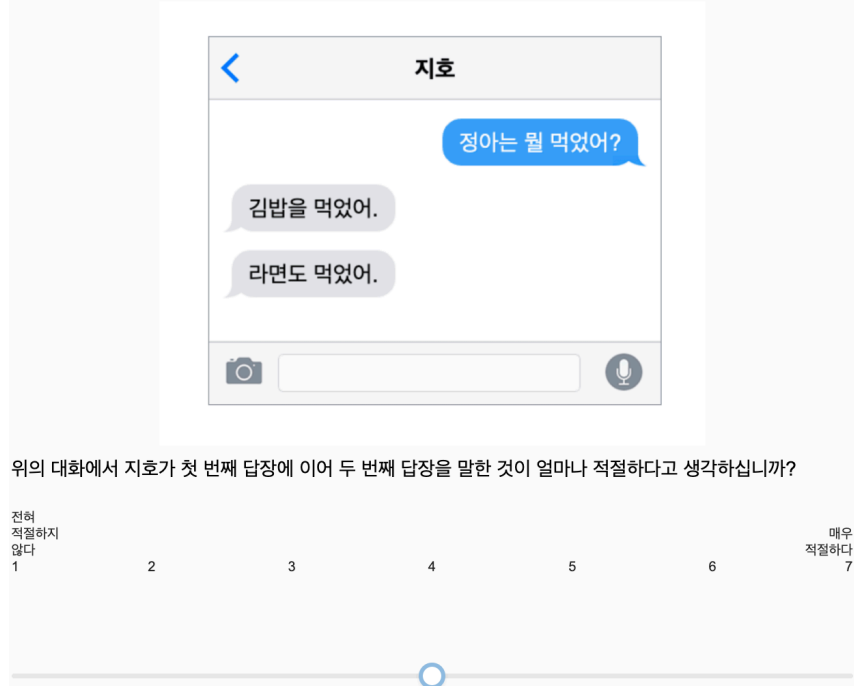 지호
정아는 뭘 먹었어?
김밥을 먹었어.
라면도 먹었어.
위의 대화에서 지호가 첫 번째 답장에 이어 두 번째 답장을 말한 것이 얼마나 적절하다고 생각하십니까?
전혀
적절하지
않다
매우
적절하다
1 2 3 4 5 6 7